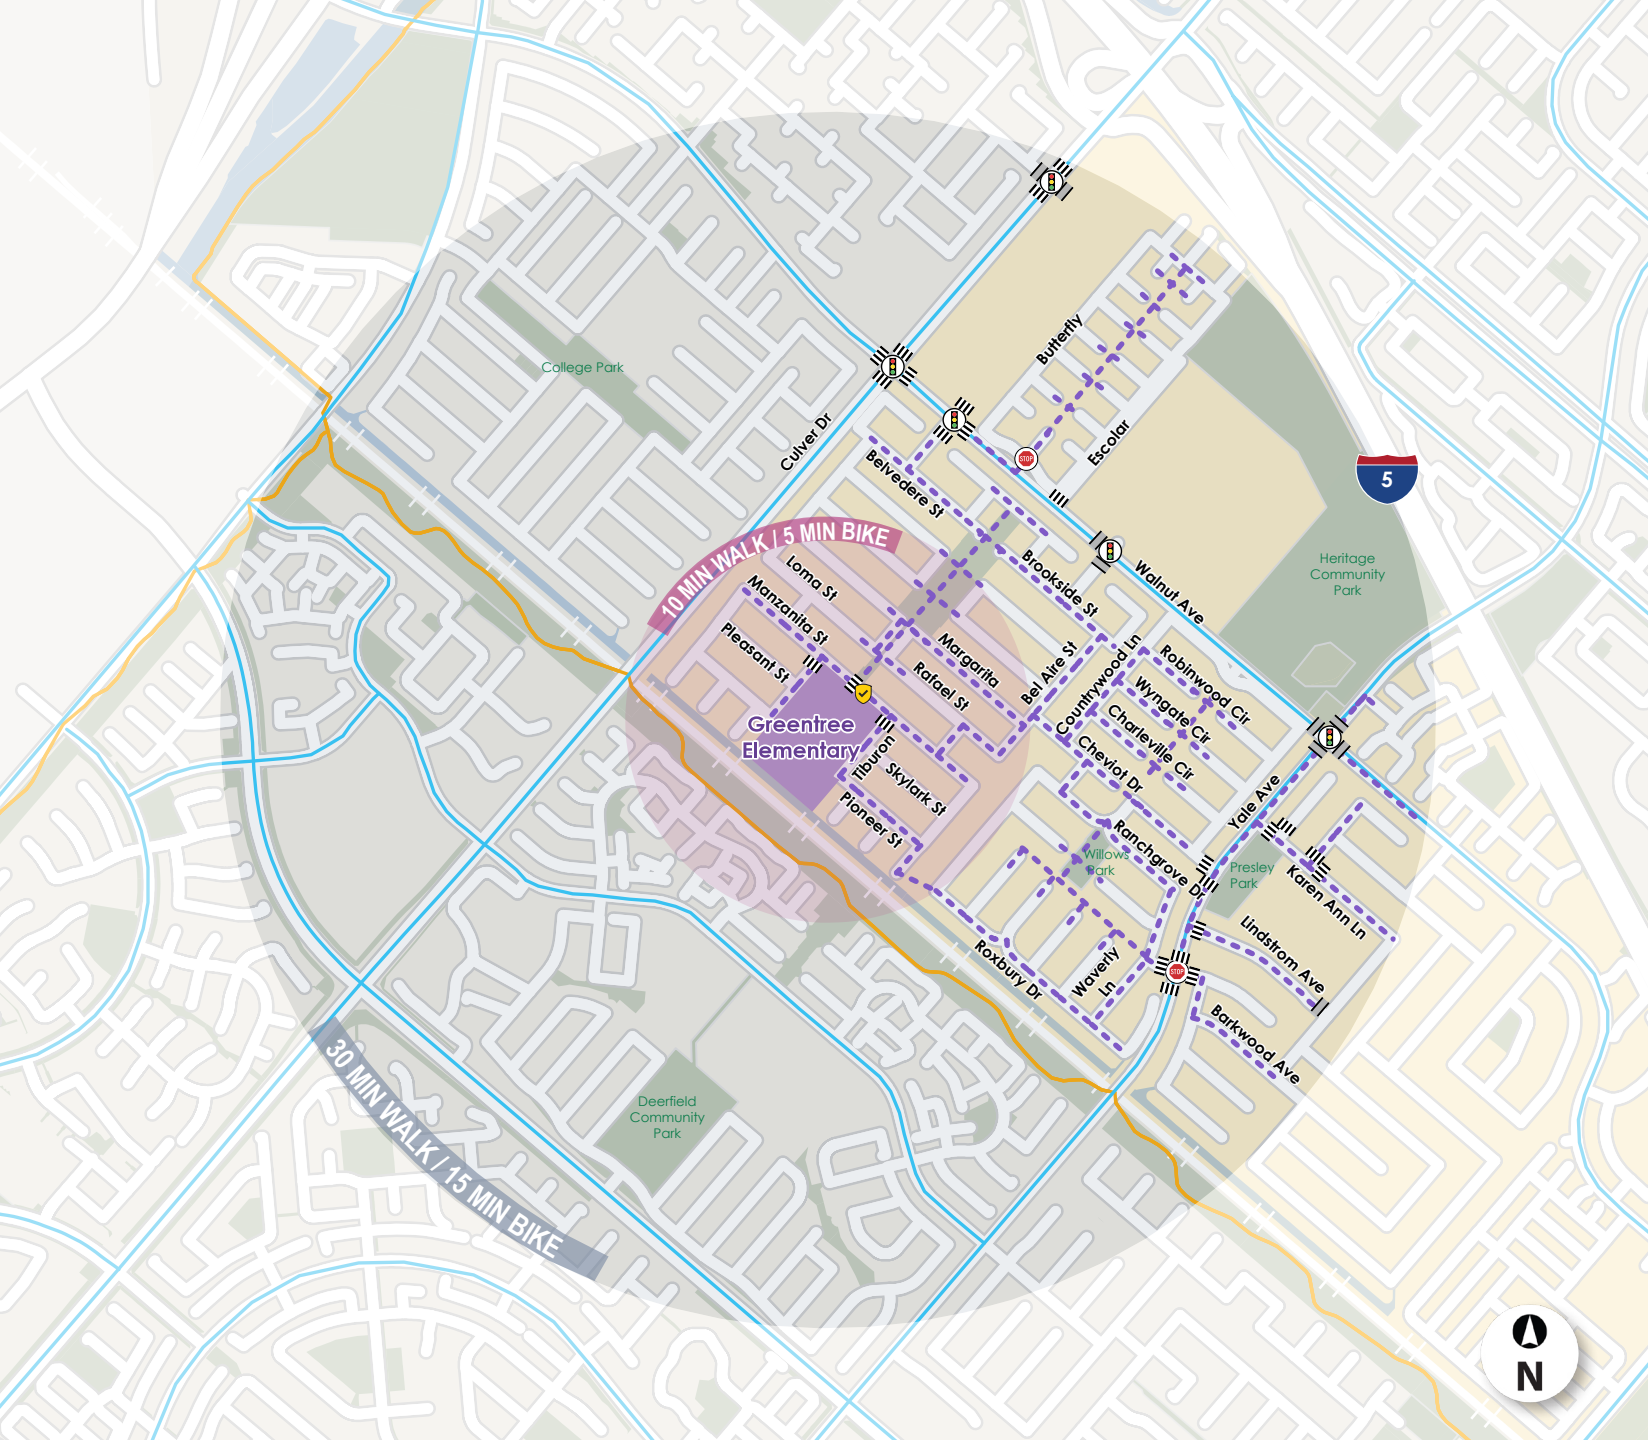 Butterfly
College Park
Culver Dr
Escolar
Belvedere St
STOP
5
10 MIN WALK / 5 MIN BIKE
Loma St
Manzanita St
Pleasant St
Brookside St
Walnut Ave
Heritage
Community
Park
Margarita
Rafael St
Bel Aire St
Countrywood Ln
Robinwood Cir
Wyngate Cir
Charleville Cir
Cheviot Dr
Greentree
Elementary
Tiburon
Skylark St
Pioneer St
Yale Ave
Ranchgrove Dr
Willows
Park
Presley
Park
Karen Ann Ln
Lindstrom Ave
Roxbury Dr
Waverly
Ln
STOP
Barkwood Ave
30 MIN WALK / 15 MIN BIKE
Deerfield
Community
Park
N